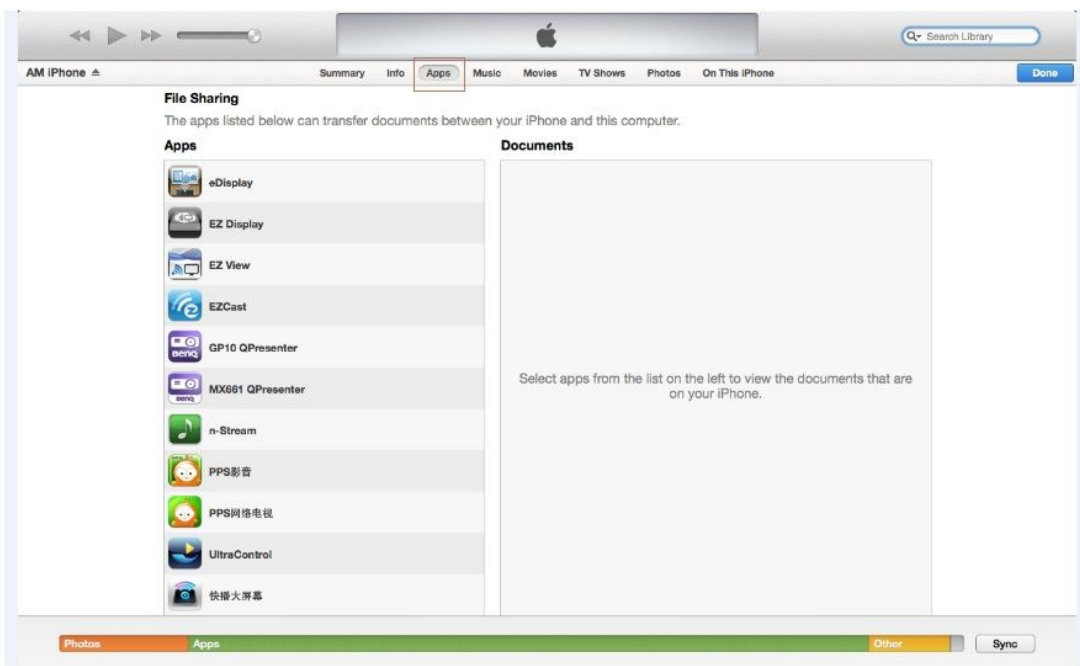 Search Library
AM iPhone
Summary Info Apps Music Movies TV Shows Photos On This iPhone Done
File Sharing
The apps listed below can transfer documents between your iPhone and this computer.
Apps
Documents
eDisplay
EZ Display
EZ View
EZCast
BenQ
GP10 QPresenter
BenQ
MX661 QPresenter
n-Stream
PPS影音
PPS网络电视
UltraControl
快播大屏幕
Select apps from the list on the left to view the documents that are
on your iPhone.
Photos Apps Other Sync